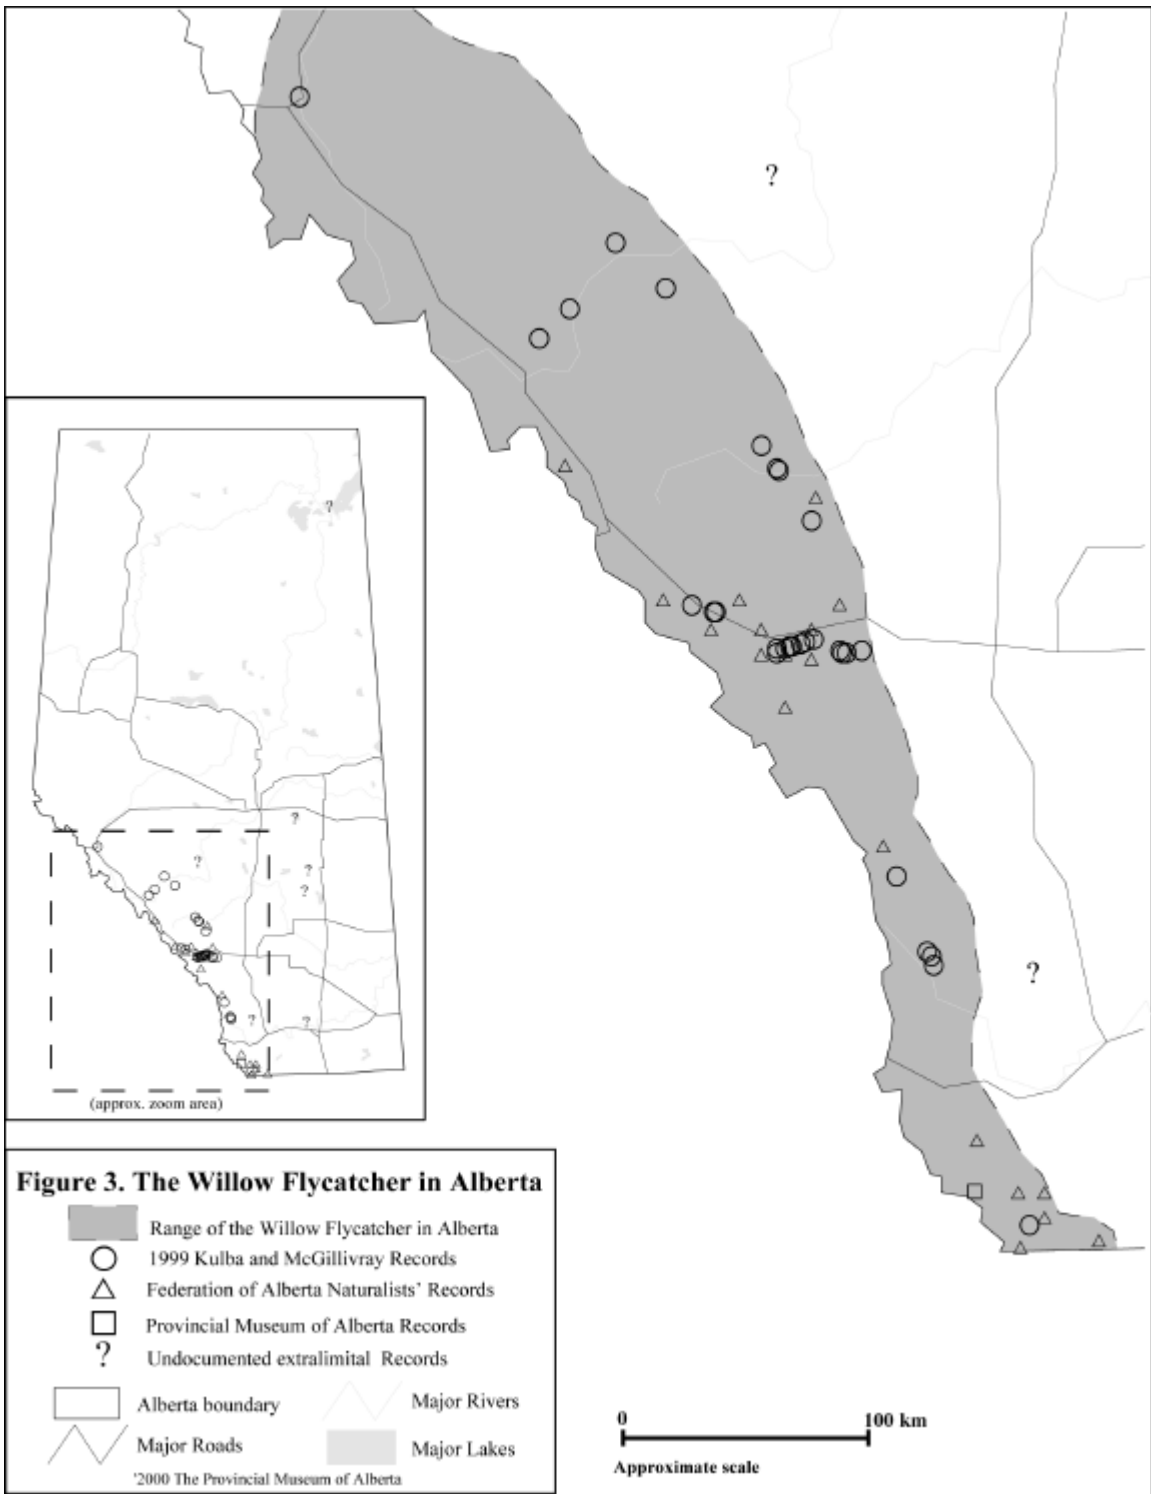 ?
?
?
?
?
?
?
?
?
(approx. zoom area)
Figure 3. The Willow Flycatcher in Alberta
Range of the Willow Flycatcher in Alberta
1999 Kulba and McGillivray Records
Federation of Alberta Naturalists' Records
Provincial Museum of Alberta Records
? Undocumented extralimital Records
Alberta boundary
Major Rivers
Major Roads
Major Lakes
'2000 The Provincial Museum of Alberta
0 100 km
Approximate scale